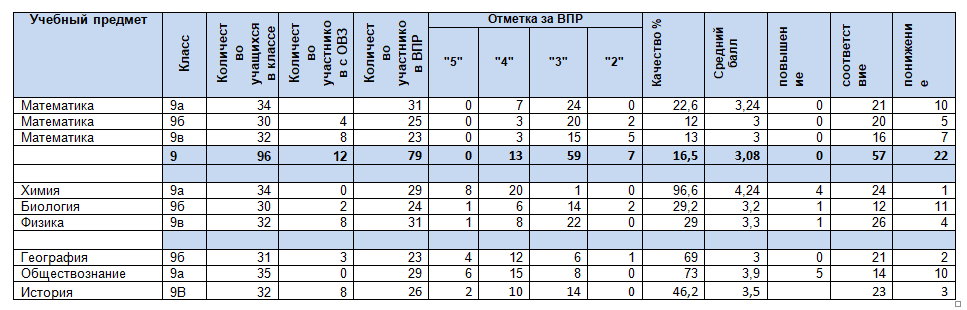 Учебный предмет Класс Количест во учащихся в классе Количест во участнико в с ОВЗ Количест во участнико в ВПР Отметка за ВПР Качество % Средний балл повышен ие соответст вие понижени е
"5" "4" "3" "2"
Математика 9а 34 31 0 7 24 0 22,6 3,24 0 21 10
Математика 9б 30 4 25 0 3 20 2 12 3 0 20 5
Математика 9в 32 8 23 0 3 15 5 13 3 0 16 7
9 96 12 79 0 13 59 7 16,5 3,08 0 57 22
Химия 9а 34 0 29 8 20 1 0 96,6 4,24 4 24 1
Биология 9б 30 2 24 1 6 14 2 29,2 3,2 1 12 11
Физика 9в 32 8 31 1 8 22 0 29 3,3 1 26 4
География 9б 31 3 23 4 12 6 1 69 3 0 21 2
Обществознание 9а 35 0 29 6 15 8 0 73 3,9 5 14 10
История 9В 32 8 26 2 10 14 0 46,2 3,5 23 3